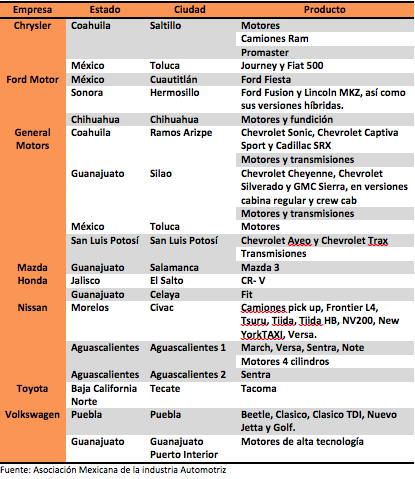 Empresa Estado Ciudad Producto
Chrysler Coahuila Saltillo Motores
Camiones Ram
Promaster
México Toluca Journey y Fiat 500
Ford Motor México Cuautitlán Ford Fiesta
Sonora Hermosillo Ford Fusion y Lincoln MKZ, así como
sus versiones híbridas.
Chihuahua Chihuahua Motores y fundición
General Coahuila Ramos Arizpe Chevrolet Sonic, Chevrolet Captiva
Motors Sport y Cadillac SRX
Motores y transmisiones
Guanajuato Silao Chevrolet Cheyenne, Chevrolet
Silverado y GMC Sierra, en versiones
cabina regular y crew cab
Motores y transmisiones
México Toluca Motores
San Luis Potosí San Luis Potosí Chevrolet Aveo y Chevrolet Trax
Transmisiones
Mazda Guanajuato Salamanca Mazda 3
Honda Jalisco El Salto CR- V
Guanajuato Celaya Fit
Nissan Morelos Civac Camiones pick up, Frontier L4,
Tsuru, Tiida, Tiida HB, NV200, New
YorkTAXI, Versa.
Aguascalientes Aguascalientes 1 March, Versa, Sentra, Note
Motores 4 cilindros
Aguascalientes Aguascalientes 2 Sentra
Toyota Baja California Tecate Tacoma
Norte
Volkswagen Puebla Puebla Beetle, Clasico, Clasico TDI, Nuevo
Jetta y Golf.
Guanajuato Guanajuato Motores de alta tecnología
Puerto Interior
Fuente: Asociación Mexicana de la industria Automotriz